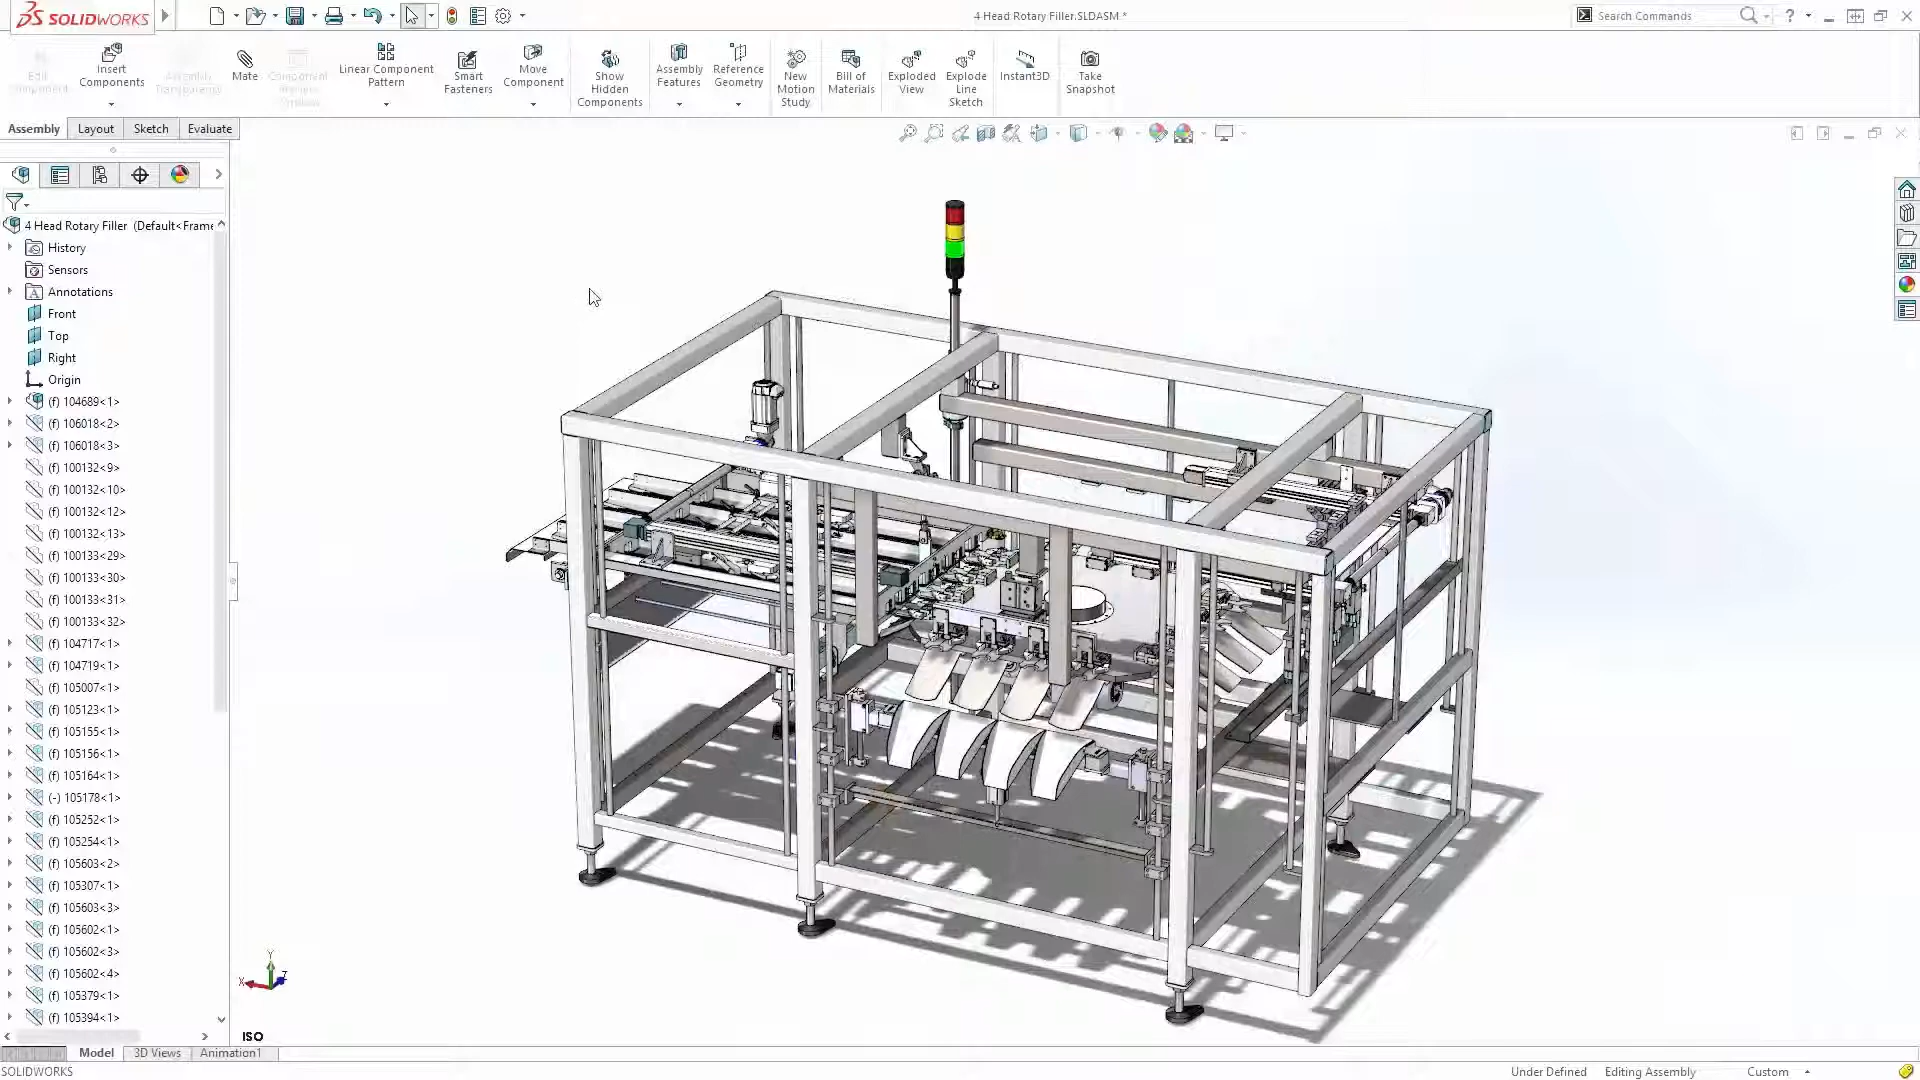 SOLIDWORKS
4 Head Rotary Filler.SLDASM *
Search Commands
?
Edit Component
Insert Components
Assembly Transparency
Mate
Component Preview Window
Linear Component Pattern
Smart Fasteners
Move Component
Show Hidden Components
Assembly Features
Reference Geometry
New Motion Study
Bill of Materials
Exploded View
Explode Line Sketch
Instant3D
Take Snapshot
Assembly Layout Sketch Evaluate
4 Head Rotary Filler (Default<Frame
History
Sensors
Annotations
Front
Top
Right
Origin
(f) 104689<1>
(f) 106018<2>
(f) 106018<3>
(f) 100132<9>
(f) 100132<10>
(f) 100132<12>
(f) 100132<13>
(f) 100133<29>
(f) 100133<30>
(f) 100133<31>
(f) 100133<32>
(f) 104717<1>
(f) 104719<1>
(f) 105007<1>
(f) 105123<1>
(f) 105155<1>
(f) 105156<1>
(f) 105164<1>
(-) 105178<1>
(f) 105252<1>
(f) 105254<1>
(f) 105603<2>
(f) 105307<1>
(f) 105603<3>
(f) 105602<1>
(f) 105602<3>
(f) 105602<4>
(f) 105379<1>
(f) 105394<1>
Y
X Z
ISO
Model 3D Views Animation1
SOLIDWORKS Under Defined Editing Assembly Custom